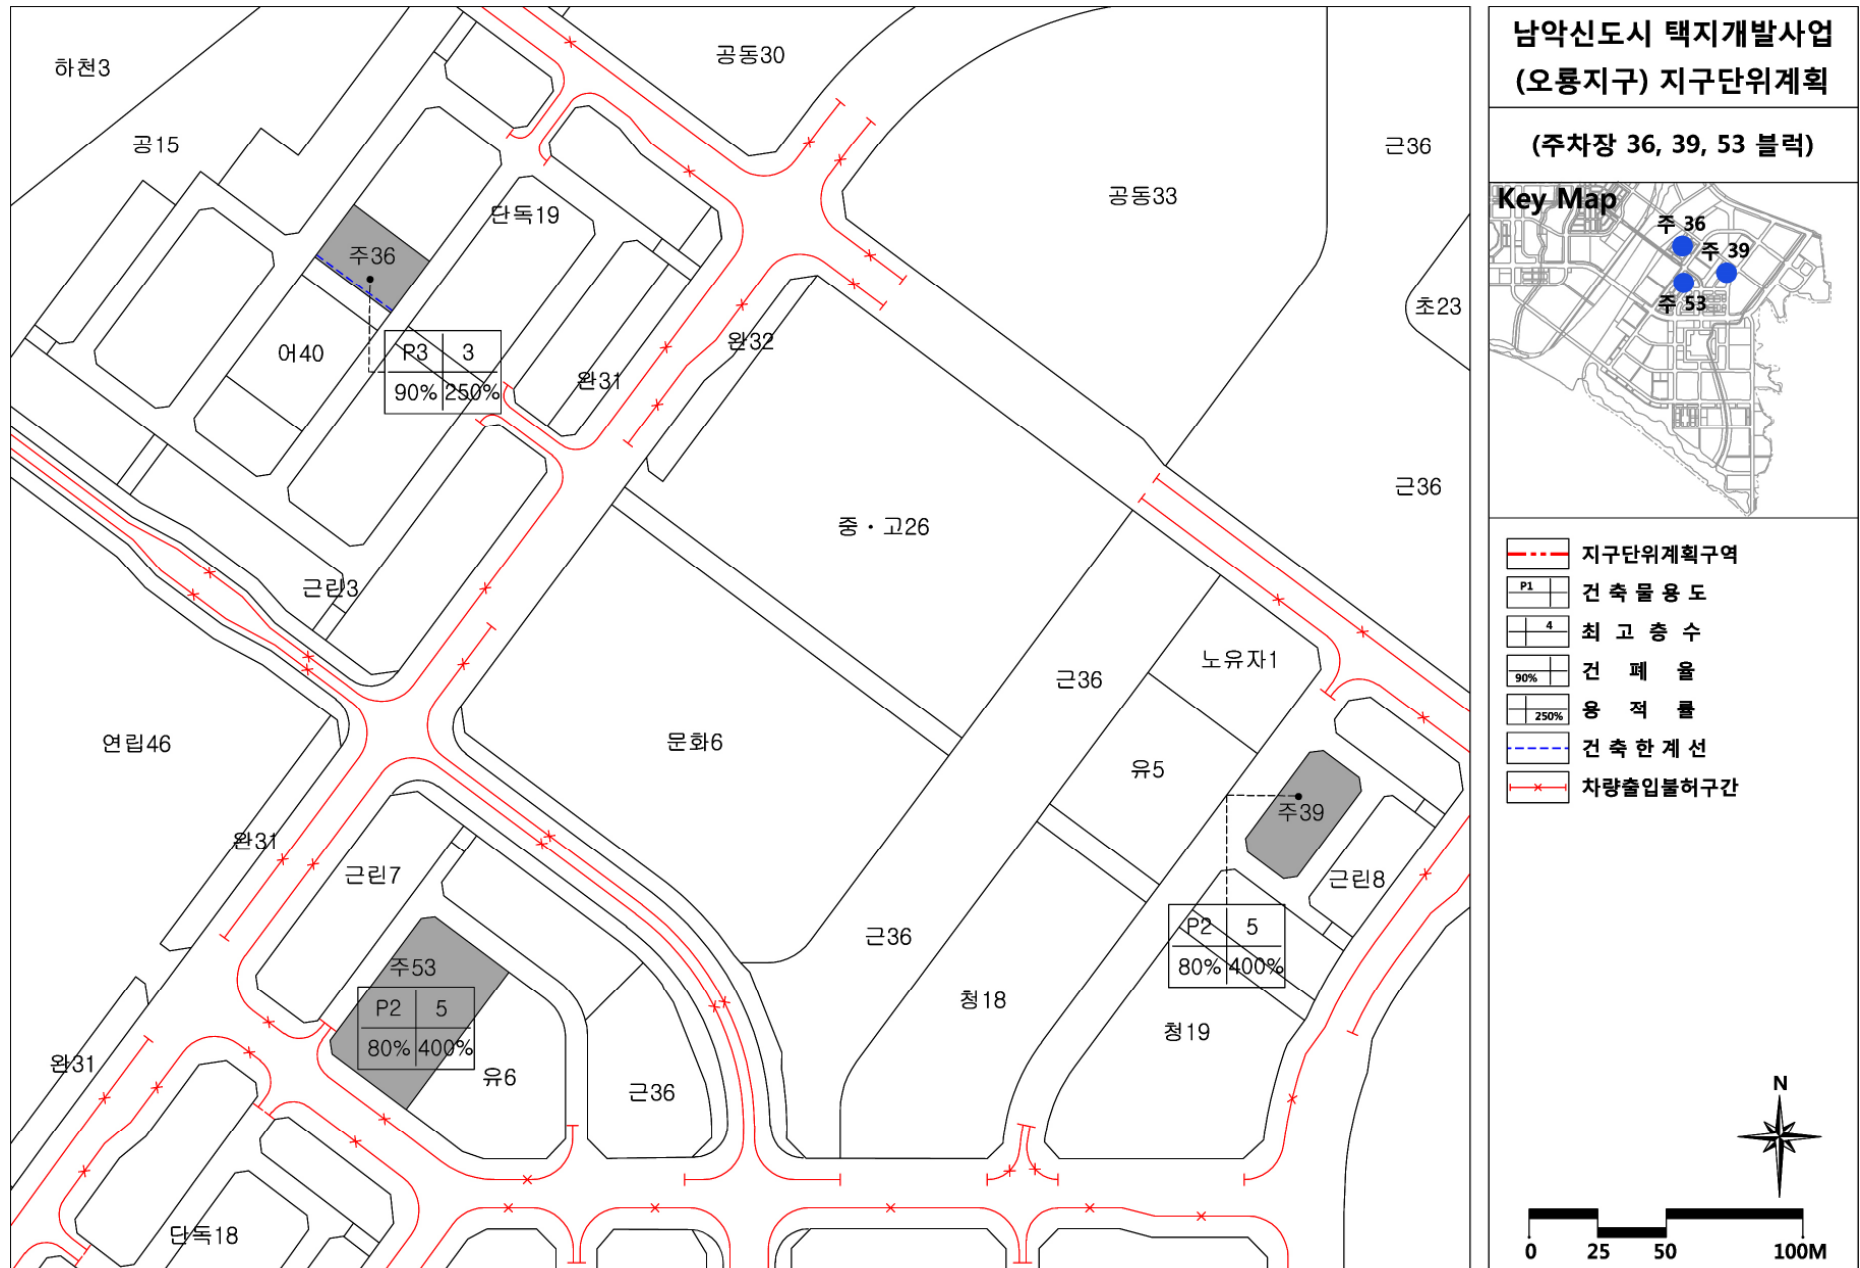 하천3
공동30
공15
공동33
근36
단독19
주36
초23
어40
P3 3
90% 250%
완32
완31
근36
중·고26
근린3
노유자1
근36
연립46
문화6
유5
주39
완31
근린7
근린8
P2 5
80% 400%
근36
주53
P2 5
80% 400%
청18
청19
완31
유6
근36
단독18
남악신도시 택지개발사업
(오룡지구) 지구단위계획
(주차장 36, 39, 53 블럭)
Key Map
주 36
주 39
주 53
지구단위계획구역
P1 건 축 물 용 도
4 최 고 층 수
90% 건 폐 율
250% 용 적 률
건 축 한 계 선
차량출입불허구간
N
0 25 50 100M